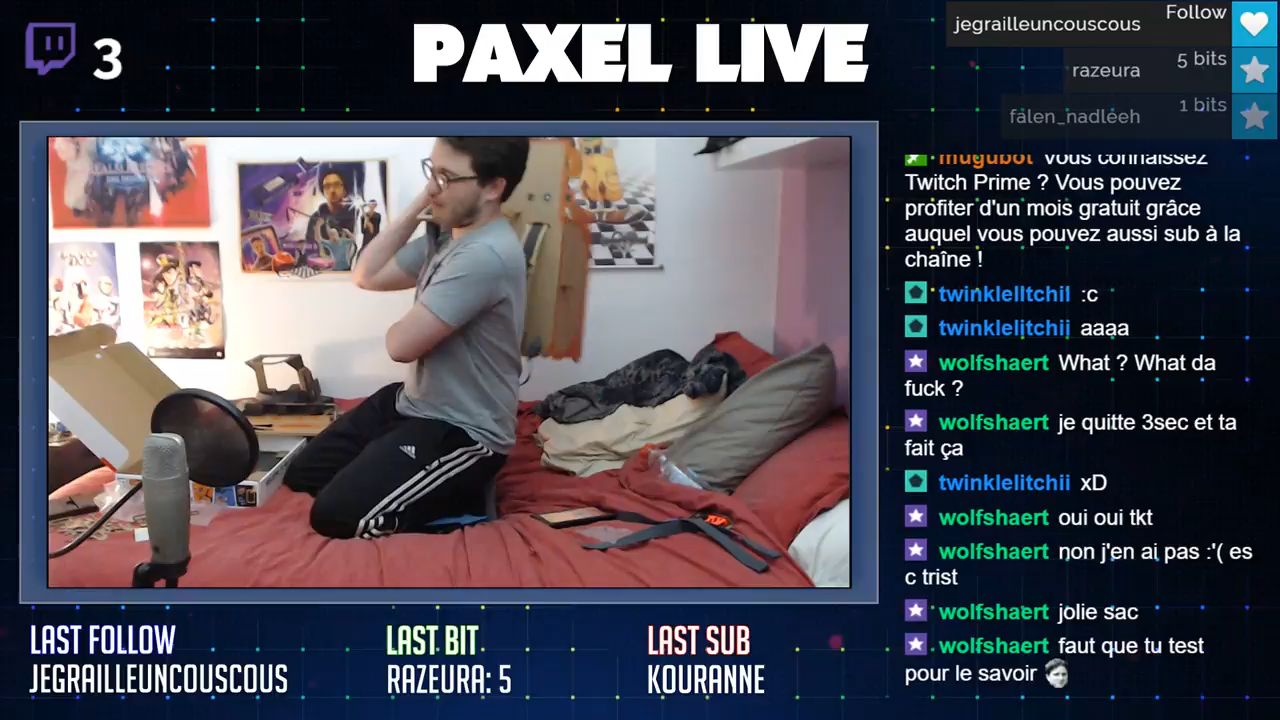 3
PAXEL LIVE
jegrailleuncouscous Follow
razeura 5 bits
falen_nadleeh 1 bits
mugubot Vous connaissez
Twitch Prime ? Vous pouvez
profiter d'un mois gratuit grâce
auquel vous pouvez aussi sub à la
chaîne !
twinklelitchii :c
twinklelitchii aaaa
wolfshaert What ? What da
fuck ?
wolfshaert je quitte 3sec et ta
fait ça
twinklelitchii xD
wolfshaert oui oui tkt
wolfshaert non j'en ai pas :'( es
c trist
wolfshaert jolie sac
wolfshaert faut que tu test
pour le savoir
LAST FOLLOW
JEGRAILLEUNCOUSCOUS
LAST BIT
RAZEURA: 5
LAST SUB
KOURANNE